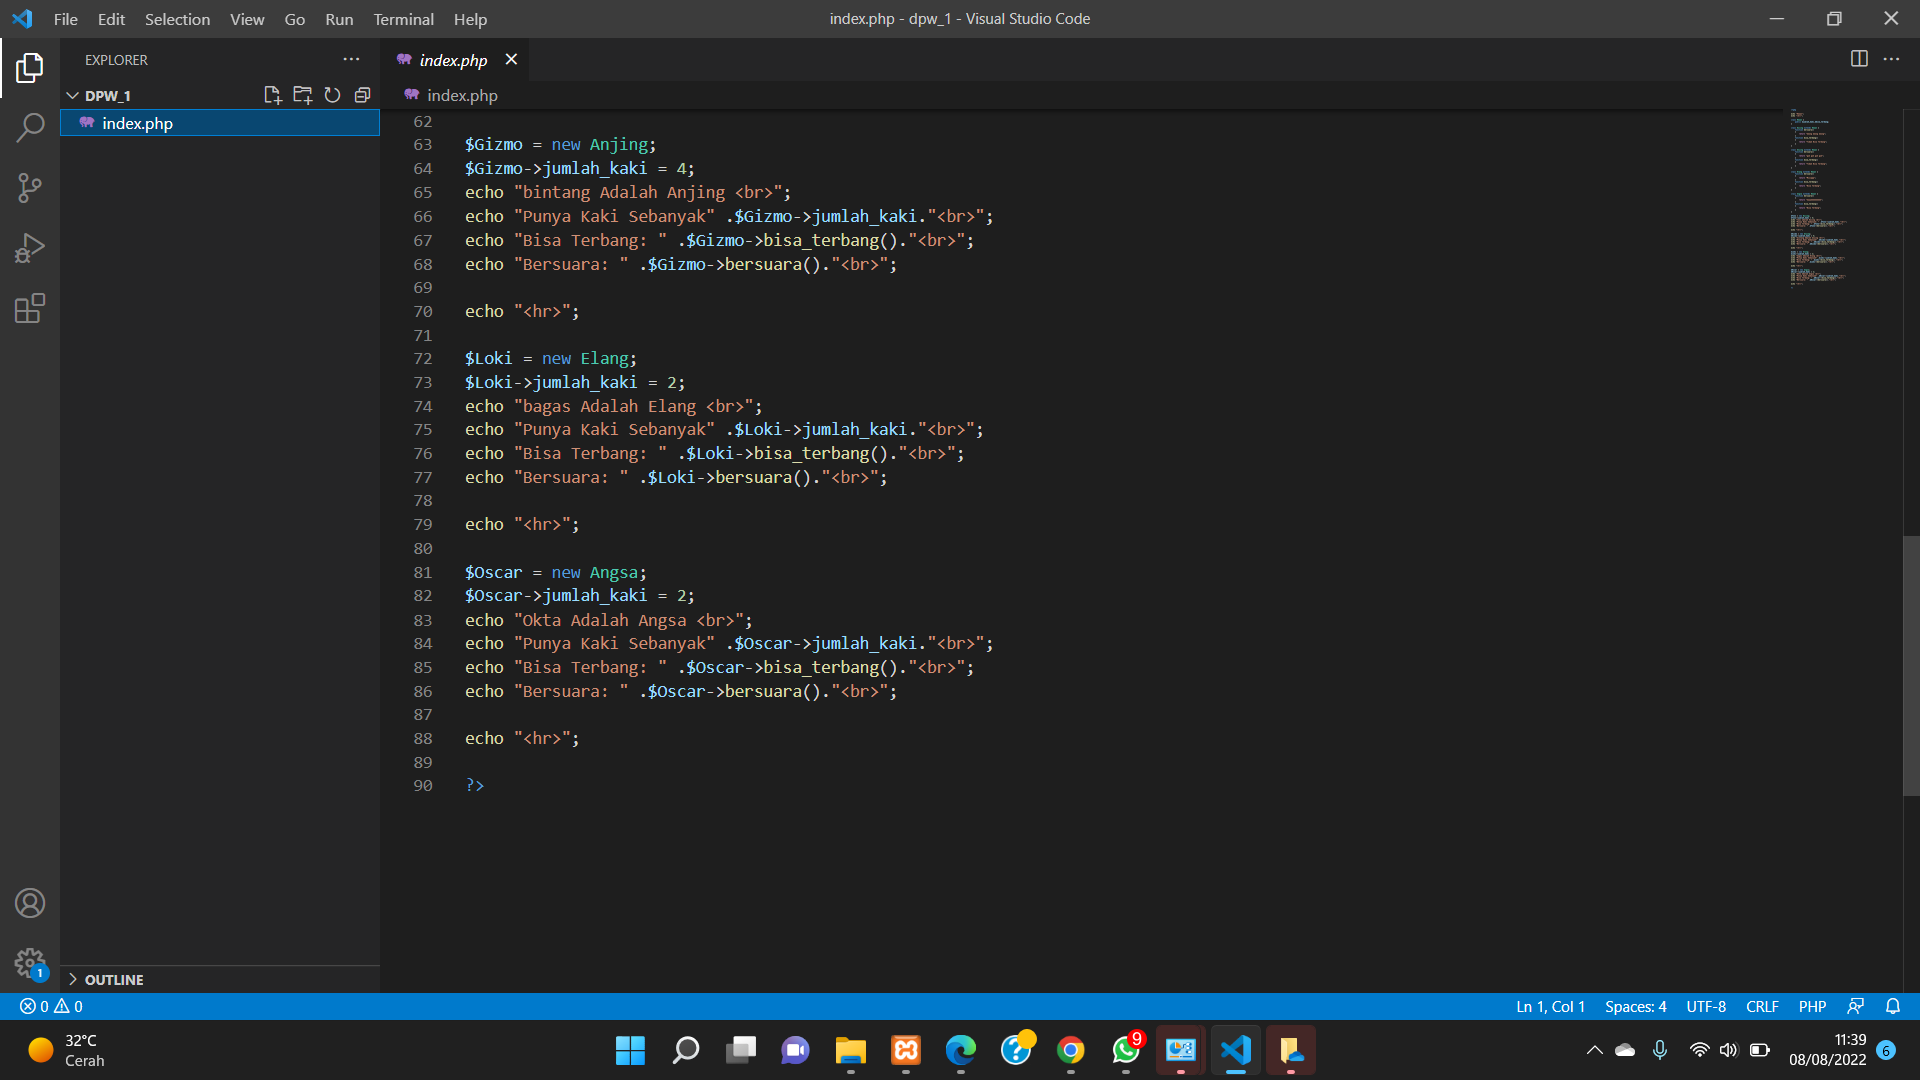 File Edit Selection View Go Run Terminal Help
index.php - dpw_1 - Visual Studio Code
EXPLORER
DPW_1
index.php
index.php
index.php
62
63 $Gizmo = new Anjing;
64 $Gizmo->jumlah_kaki = 4;
65 echo "bintang Adalah Anjing <br>";
66 echo "Punya Kaki Sebanyak" .$Gizmo->jumlah_kaki."<br>";
67 echo "Bisa Terbang: " .$Gizmo->bisa_terbang()."<br>";
68 echo "Bersuara: " .$Gizmo->bersuara()."<br>";
69
70 echo "<hr>";
71
72 $Loki = new Elang;
73 $Loki->jumlah_kaki = 2;
74 echo "bagas Adalah Elang <br>";
75 echo "Punya Kaki Sebanyak" .$Loki->jumlah_kaki."<br>";
76 echo "Bisa Terbang: " .$Loki->bisa_terbang()."<br>";
77 echo "Bersuara: " .$Loki->bersuara()."<br>";
78
79 echo "<hr>";
80
81 $Oscar = new Angsa;
82 $Oscar->jumlah_kaki = 2;
83 echo "Okta Adalah Angsa <br>";
84 echo "Punya Kaki Sebanyak" .$Oscar->jumlah_kaki."<br>";
85 echo "Bisa Terbang: " .$Oscar->bisa_terbang()."<br>";
86 echo "Bersuara: " .$Oscar->bersuara()."<br>";
87
88 echo "<hr>";
89
90 ?>
1
OUTLINE
0 0
Ln 1, Col 1 Spaces: 4 UTF-8 CRLF PHP
32°C
Cerah
9
11:39
08/08/2022
6